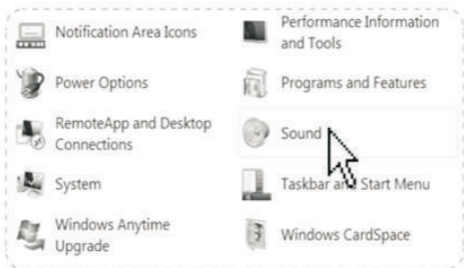 Notification Area Icons
Performance Information
and Tools
Power Options
Programs and Features
RemoteApp and Desktop
Connections
Sound
System
Taskbar and Start Menu
Windows Anytime
Upgrade
Windows CardSpace